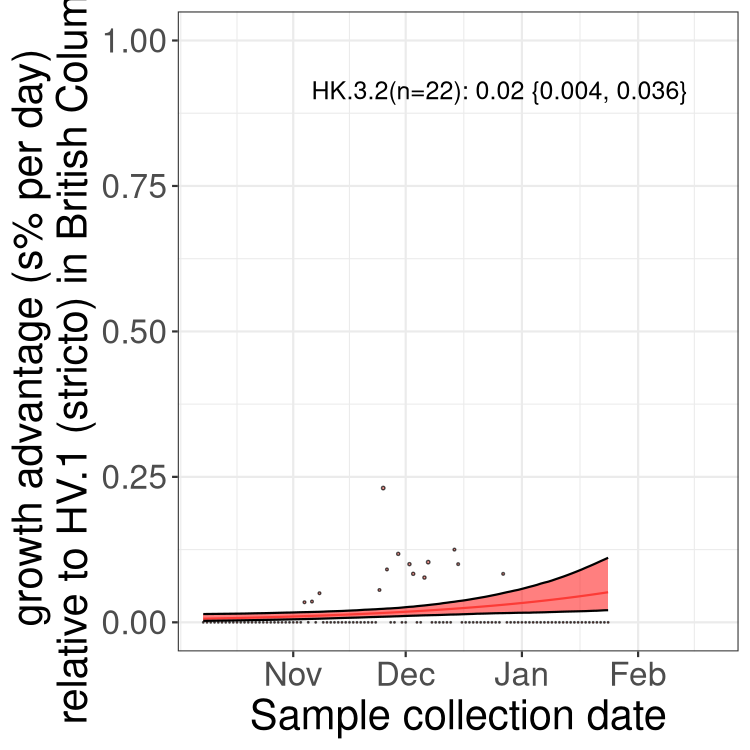 growth advantage (s% per day)
relative to HV.1 (stricto) in British Colum
1.00
0.75
0.50
0.25
0.00
HK.3.2(n=22): 0.02 {0.004, 0.036}
Nov Dec Jan Feb
Sample collection date